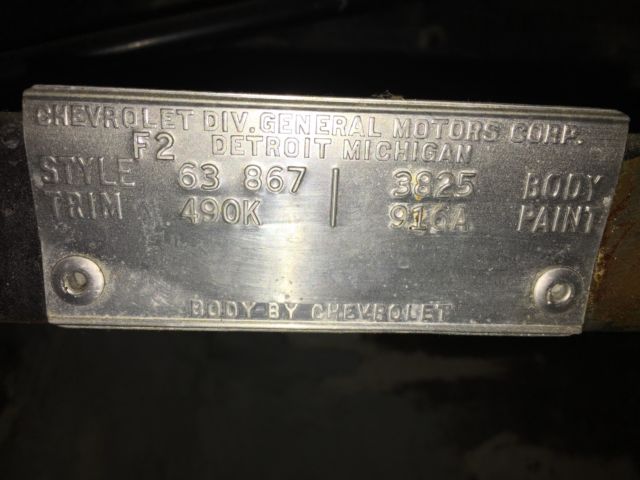 CHEVROLET DIV. GENERAL MOTORS CORP.
F2 DETROIT MICHIGAN
STYLE 63 867 | 3825 BODY
TRIM 490K 916A PAINT
BODY BY CHEVROLET